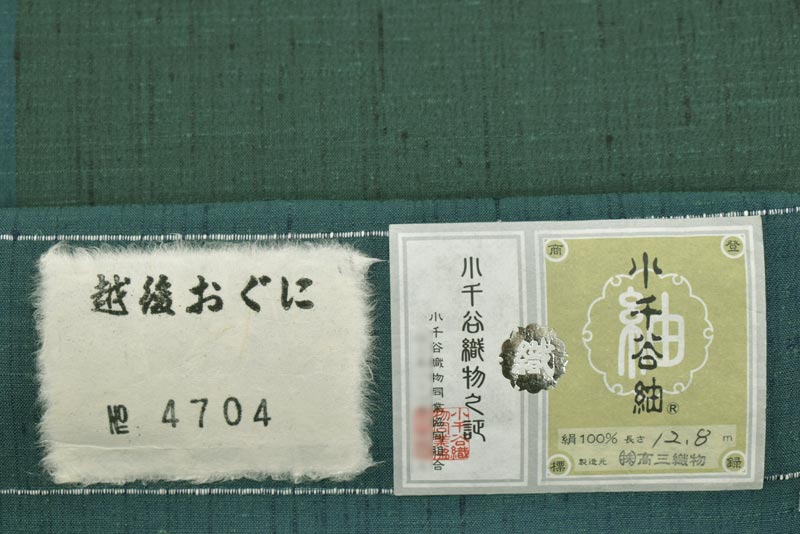 越後おぐに
№ 4704
小千谷織物之証
小千谷織物同業協同組合
織
商 登
小千谷紬®
紬
絹100% 長さ 12.8 m
製造元 ㈱高三織物
標 録